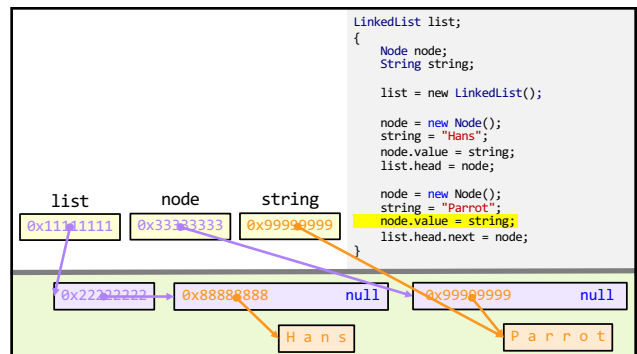 LinkedList list;
{
Node node;
String string;
list = new LinkedList();
node = new Node();
string = "Hans";
node.value = string;
list.head = node;
node = new Node();
string = "Parrot";
node.value = string;
list.head.next = node;
}
list node string
0x11111111 0x33333333 0x99999999
0x22222222 0x88888888 null 0x99999999 null
Hans Parrot